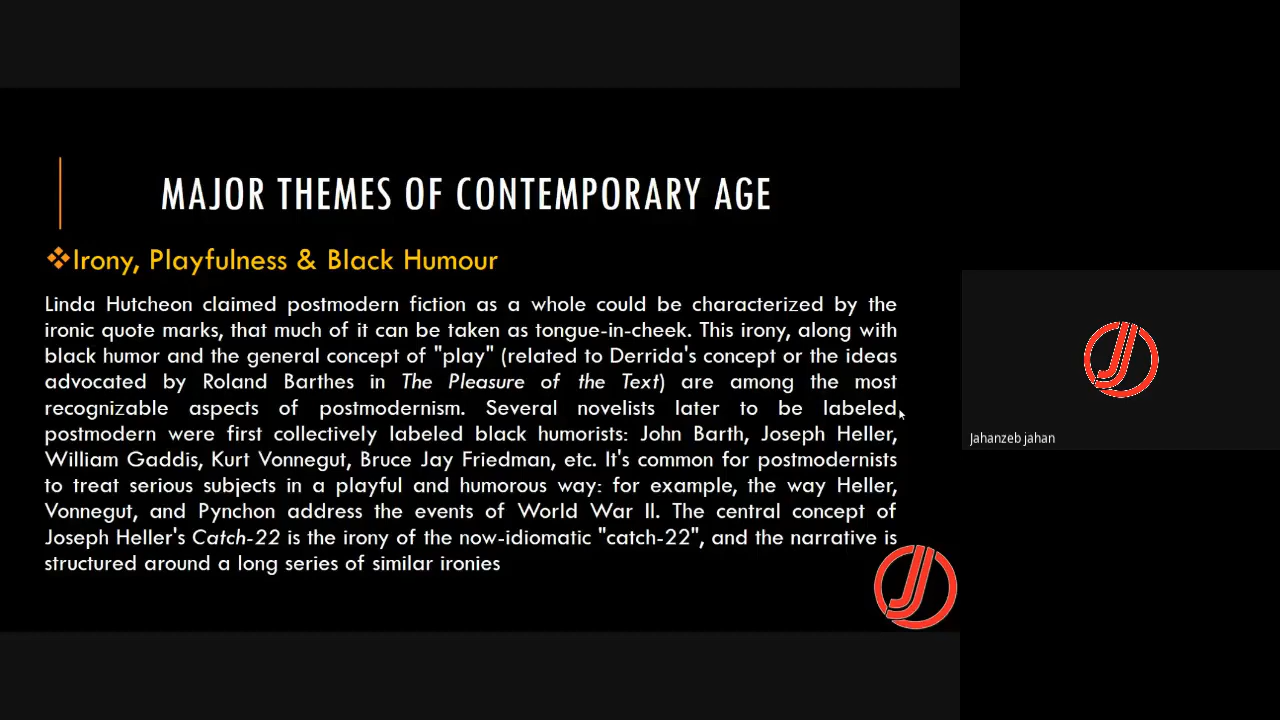 MAJOR THEMES OF CONTEMPORARY AGE
Irony, Playfulness & Black Humour
Linda Hutcheon claimed postmodern fiction as a whole could be characterized by the
ironic quote marks, that much of it can be taken as tongue-in-cheek. This irony, along with
black humor and the general concept of "play" (related to Derrida's concept or the ideas
advocated by Roland Barthes in The Pleasure of the Text) are among the most
recognizable aspects of postmodernism. Several novelists later to be labeled
postmodern were first collectively labeled black humorists: John Barth, Joseph Heller,
William Gaddis, Kurt Vonnegut, Bruce Jay Friedman, etc. It's common for postmodernists
to treat serious subjects in a playful and humorous way: for example, the way Heller,
Vonnegut, and Pynchon address the events of World War II. The central concept of
Joseph Heller's Catch-22 is the irony of the now-idiomatic "catch-22", and the narrative is
structured around a long series of similar ironies
Jahanzeb jahan